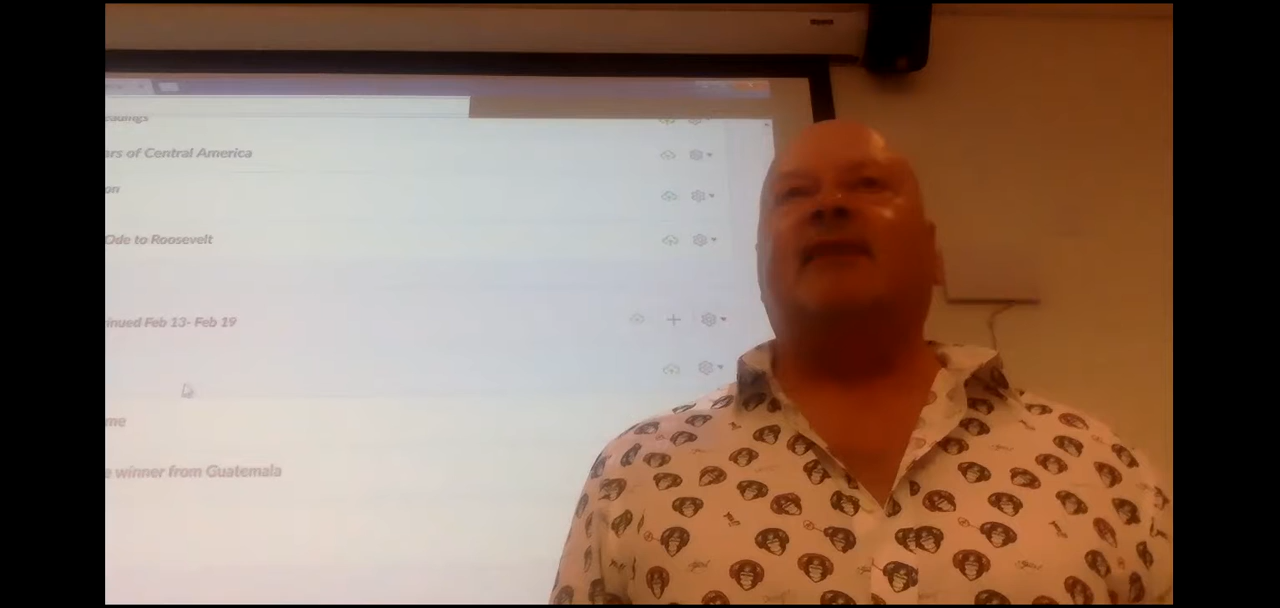 eadings
ars of Central America
on
Ode to Roosevelt
inued Feb 13- Feb 19
me
e winner from Guatemala